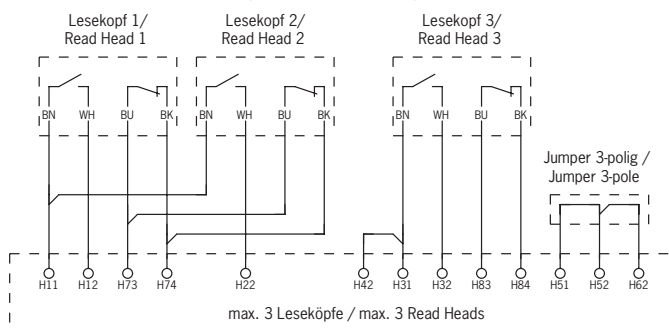 Lesekopf 1/
Read Head 1
Lesekopf 2/
Read Head 2
Lesekopf 3/
Read Head 3
BN WH BU BK BN WH BU BK BN WH BU BK
Jumper 3-polig /
Jumper 3-pole
H11 H12 H73 H74 H22 H42 H31 H32 H83 H84 H51 H52 H62
max. 3 Leseköpfe / max. 3 Read Heads